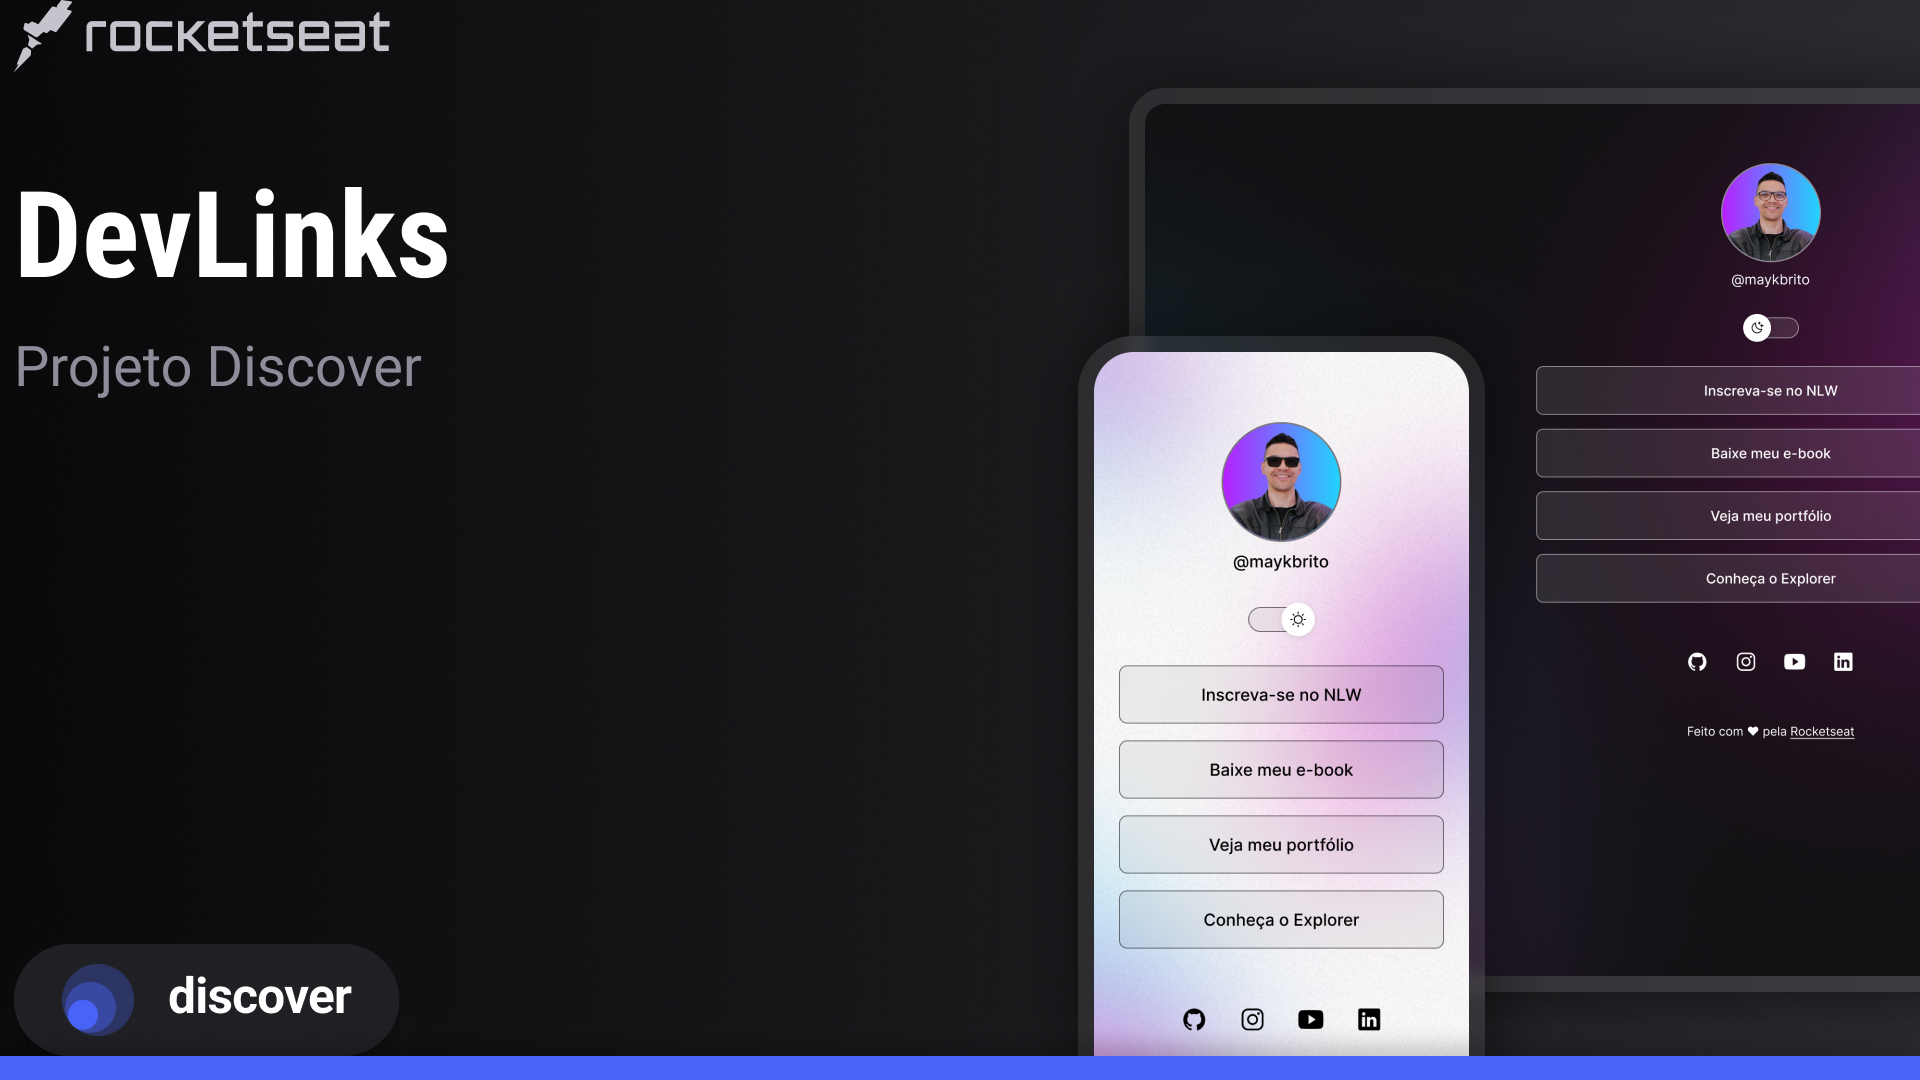 rocketseat
DevLinks
Projeto Discover
discover
@maykbrito
Inscreva-se no NLW
Baixe meu e-book
Veja meu portfólio
Conheça o Explorer
@maykbrito
Inscreva-se no NLW
Baixe meu e-book
Veja meu portfólio
Conheça o Explorer
Feito com ♥ pela Rocketseat